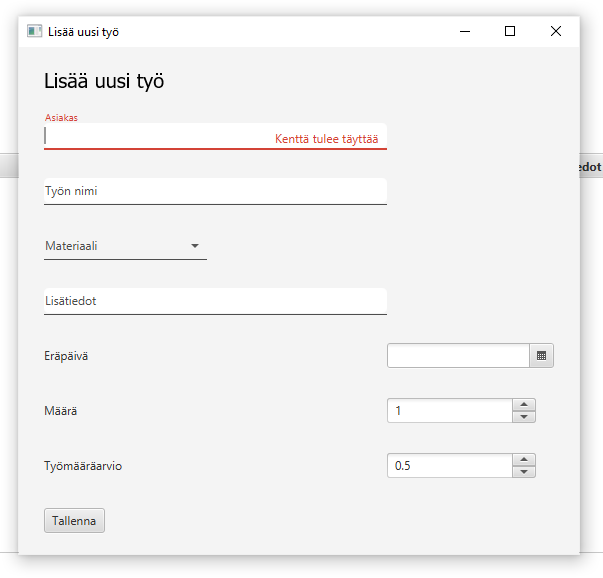 Lisää uusi työ
Lisää uusi työ
Asiakas
Kenttä tulee täyttää
edot
Työn nimi
Materiaali
Lisätiedot
Eräpäivä
Määrä
1
Työmääräarvio
0.5
Tallenna